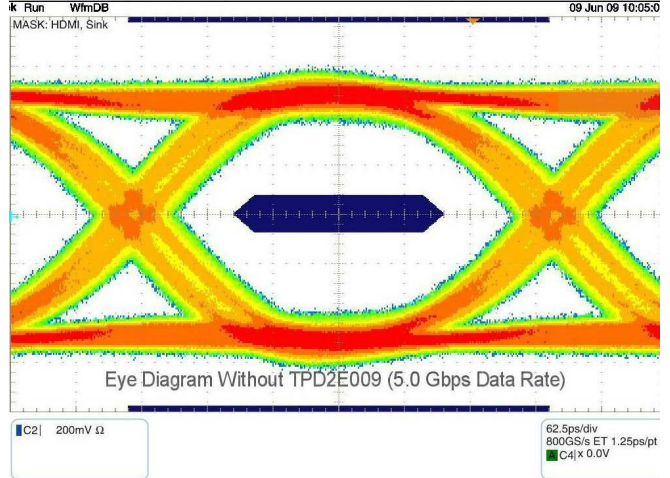 k Run WfmDB 09 Jun 09 10:05:0
MASK: HDMI, Sink
Eye Diagram Without TPD2E009 (5.0 Gbps Data Rate)
C2| 200mV Ω
62.5ps/div
800GS/s ET 1.25ps/pt
A C4| x 0.0V